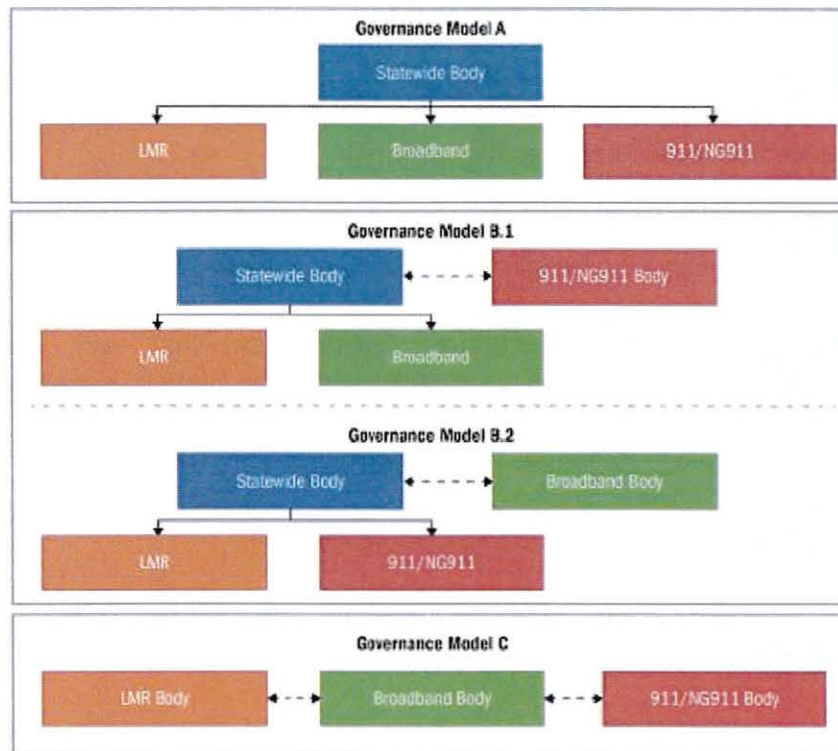 Governance Model A
Statewide Body
LMR
Broadband
911/NG911
Governance Model B.1
Statewide Body
911/NG911 Body
LMR
Broadband
Governance Model B.2
Statewide Body
Broadband Body
LMR
911/NG911
Governance Model C
LMR Body
Broadband Body
911/NG911 Body